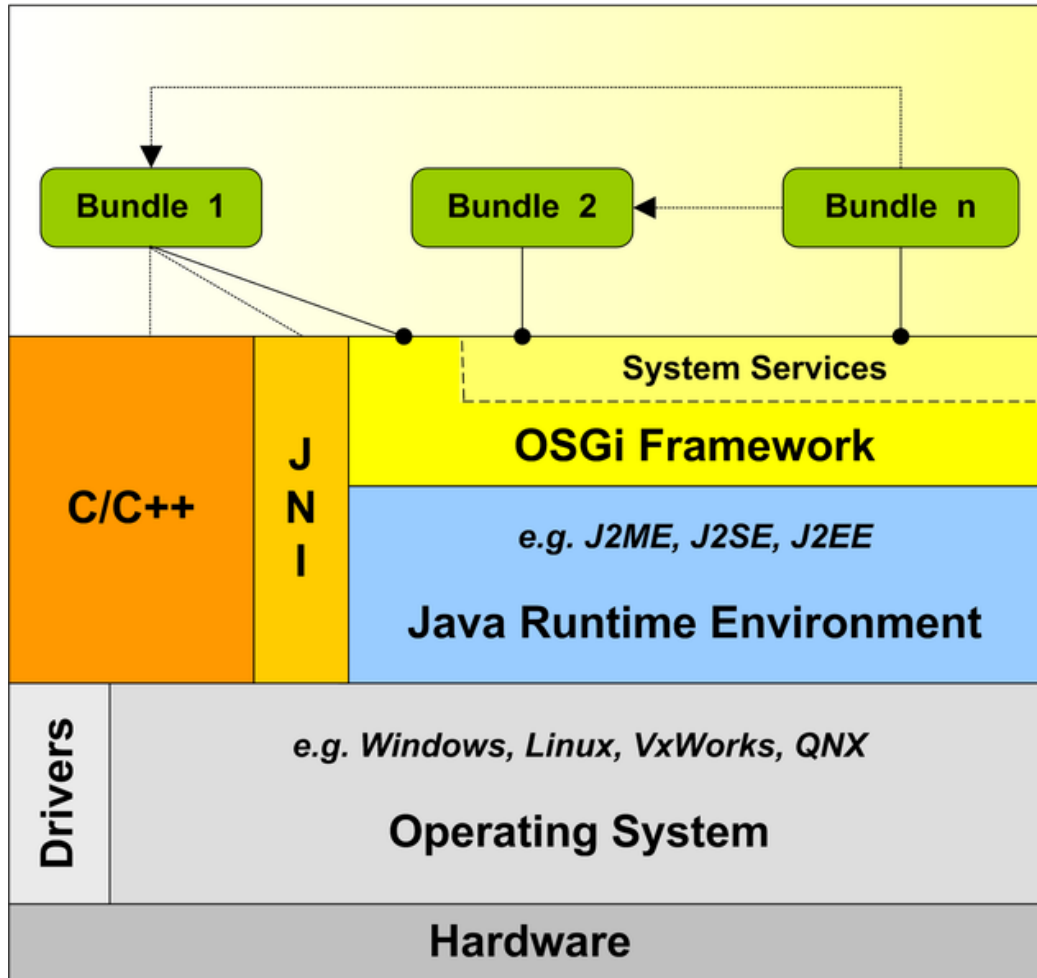 Bundle 1
Bundle 2
Bundle n
System Services
OSGi Framework
C/C++
J
N
I
e.g. J2ME, J2SE, J2EE
Java Runtime Environment
Drivers
e.g. Windows, Linux, VxWorks, QNX
Operating System
Hardware